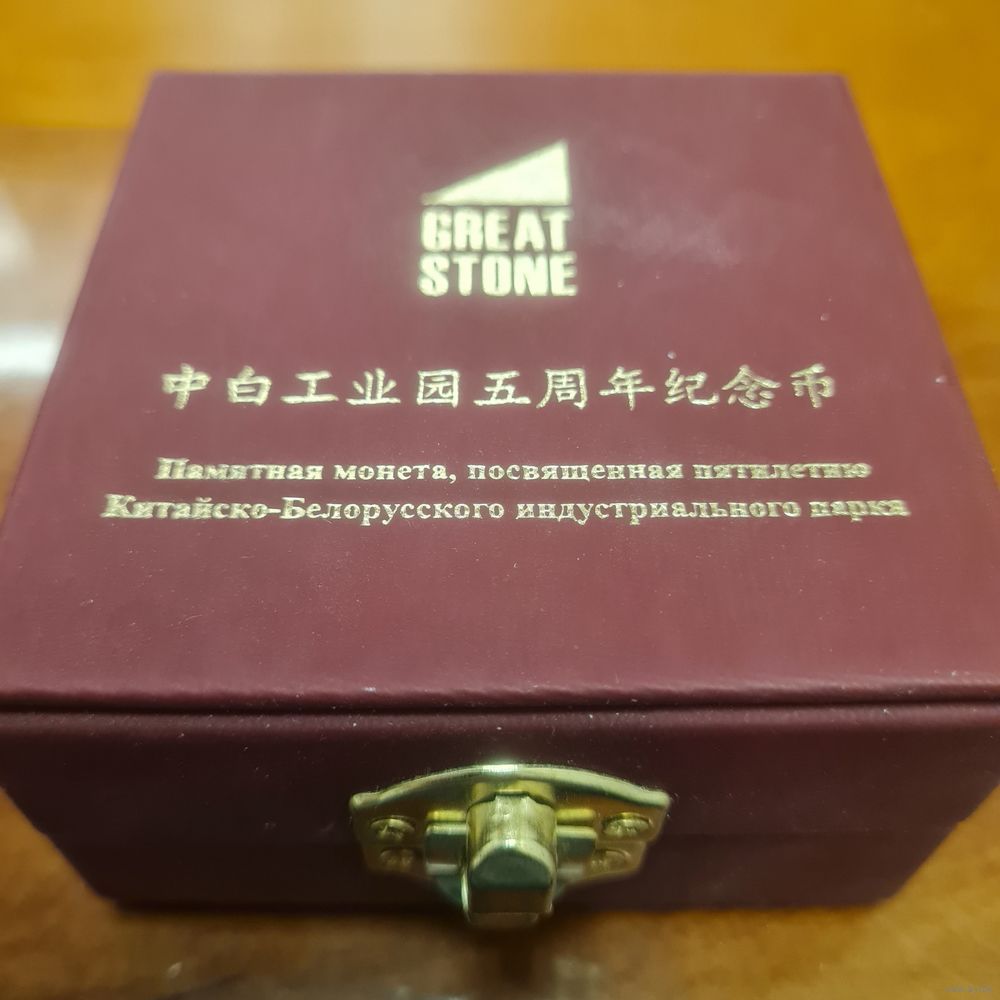 GREAT
STONE
中白工业园五周年纪念币
Памятная монета, посвященная пятилетию
Китайско-Белорусского индустриального парка